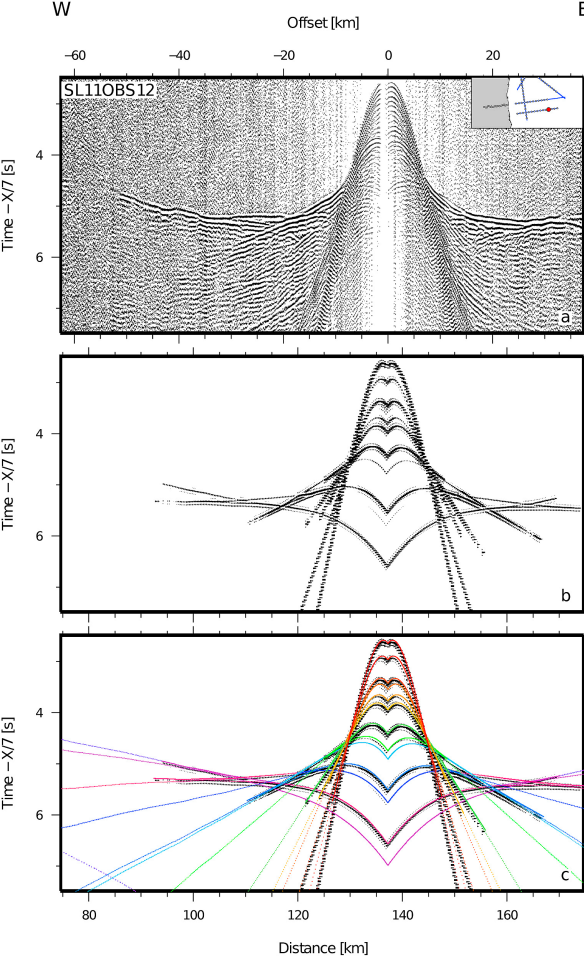 W
E
Offset [km]
−60 −40 −20 0 20
SL11OBS12
4
6
Time − X/7 [s]
a
4
6
Time − X/7 [s]
b
4
6
Time − X/7 [s]
c
80 100 120 140 160
Distance [km]